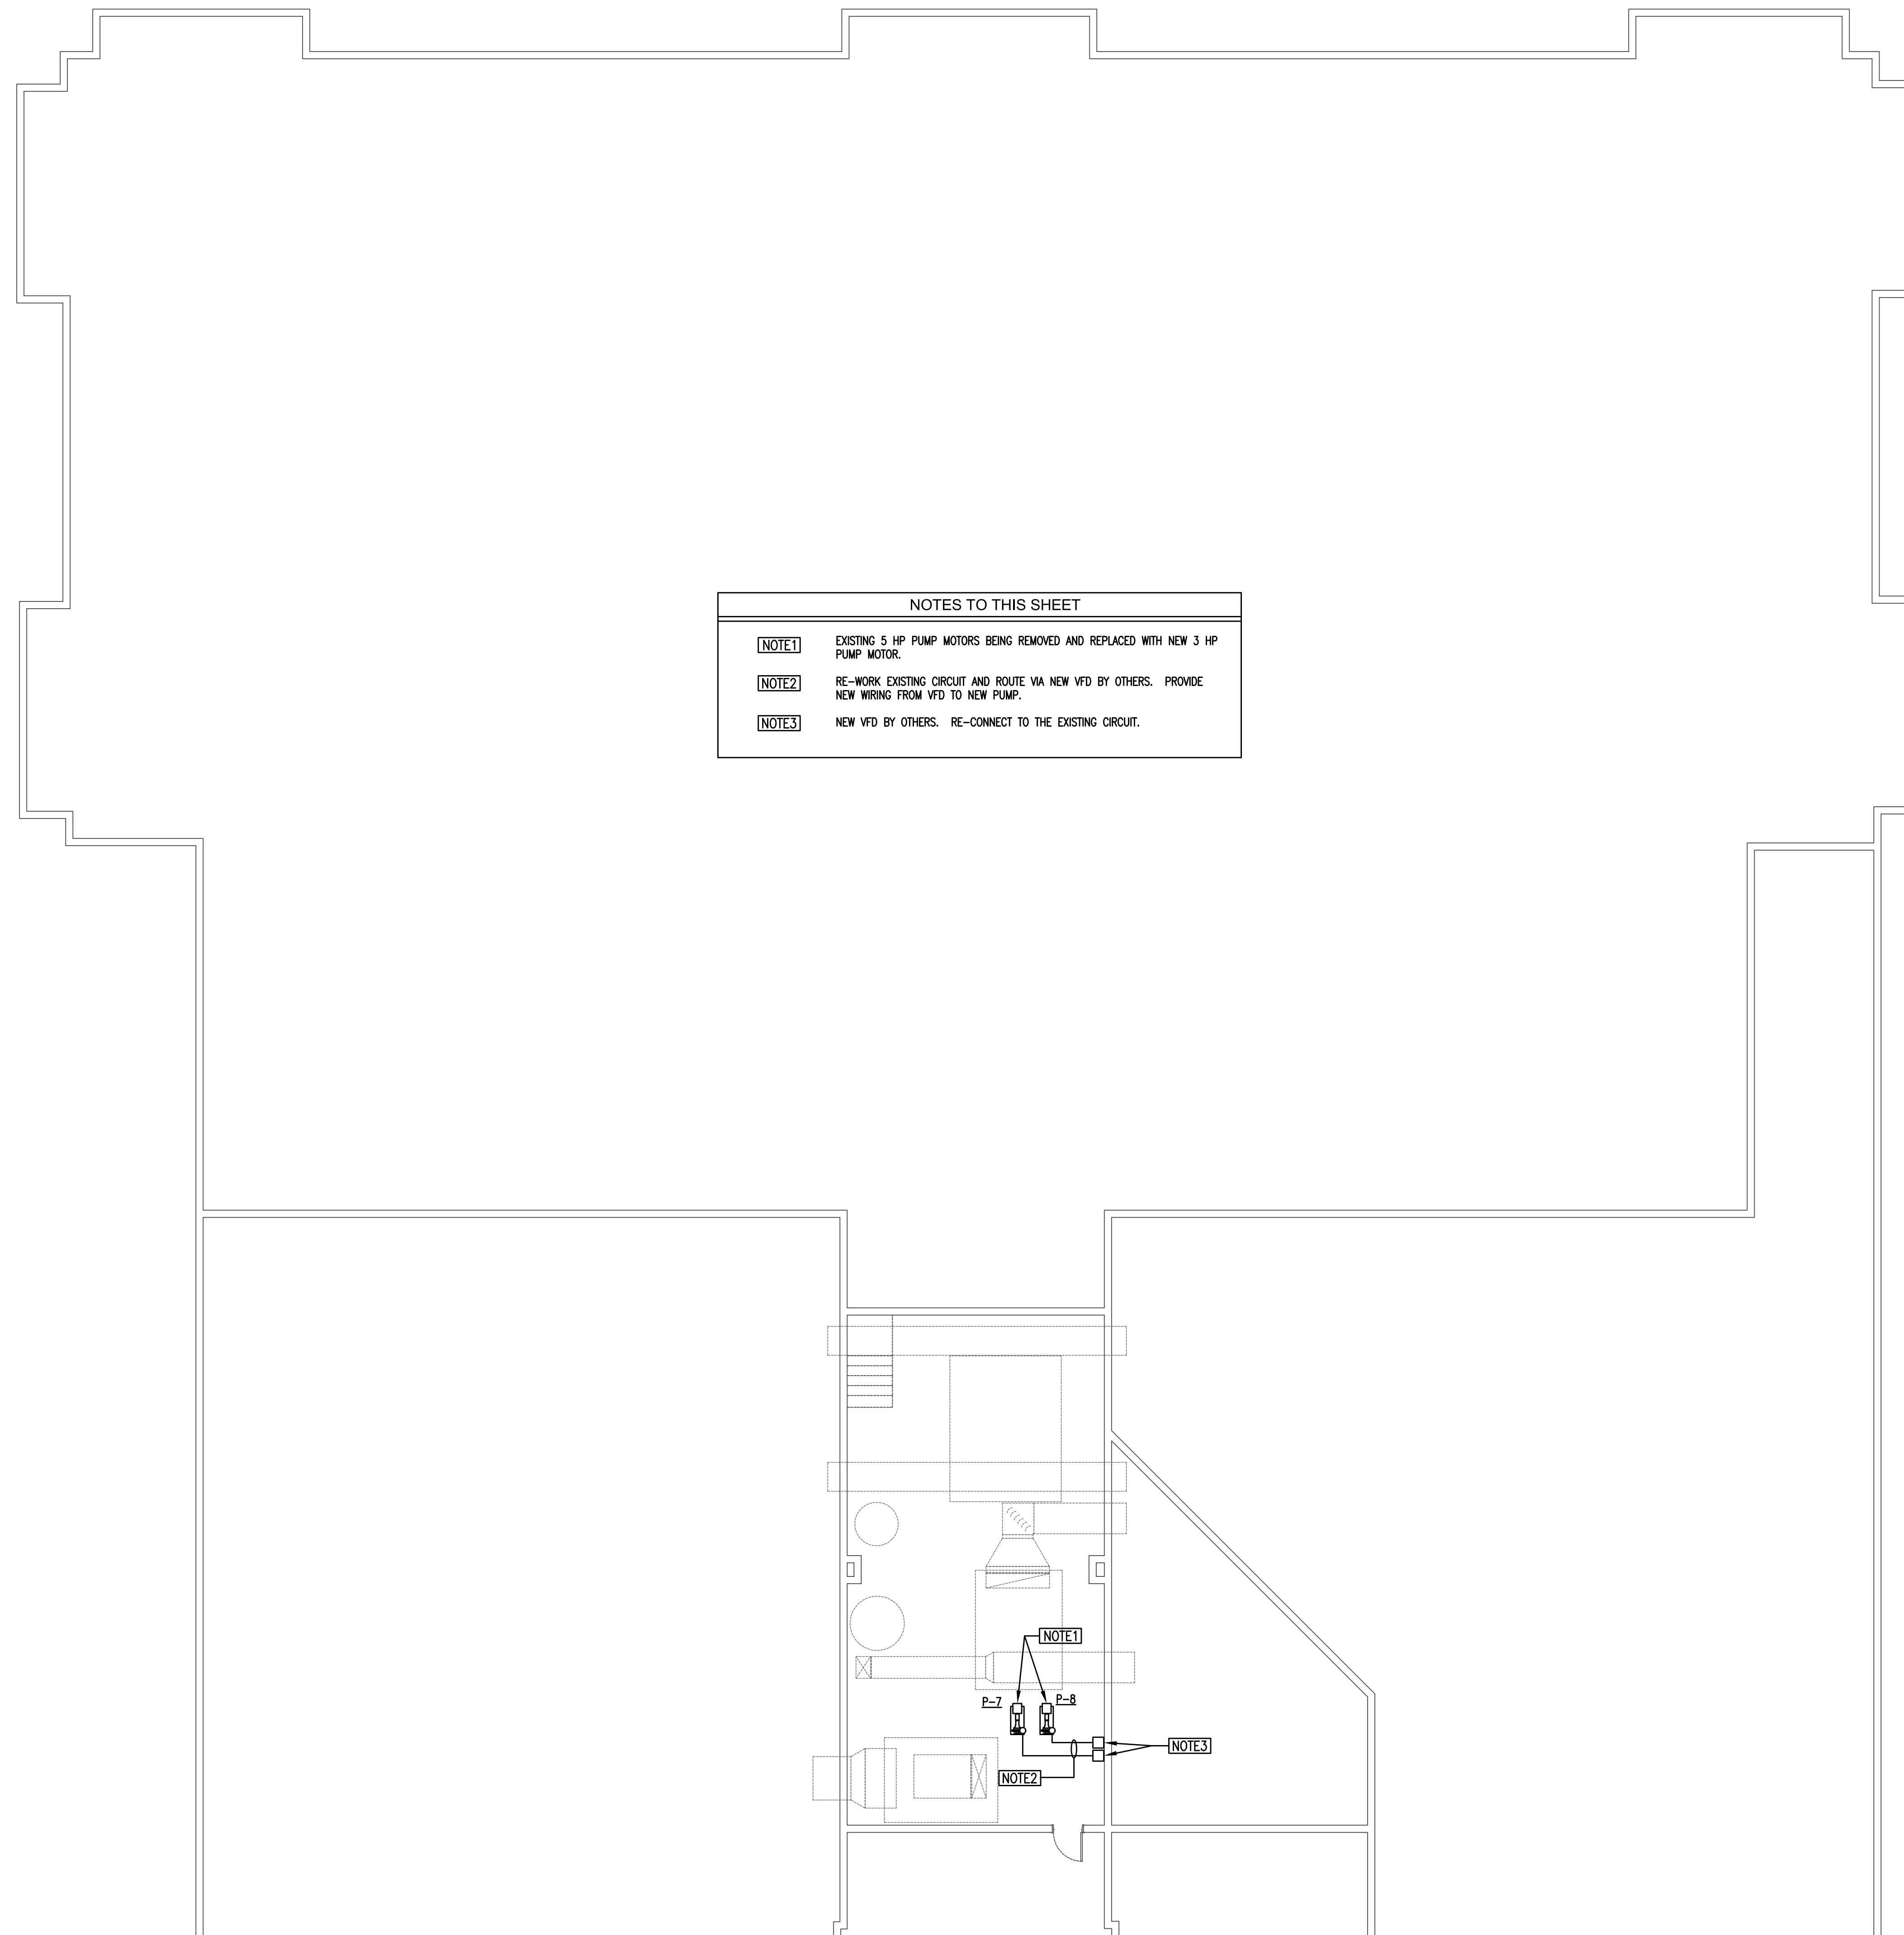 NOTES TO THIS SHEET
NOTE1
EXISTING 5 HP PUMP MOTORS BEING REMOVED AND REPLACED WITH NEW 3 HP
PUMP MOTOR.
NOTE2
RE-WORK EXISTING CIRCUIT AND ROUTE VIA NEW VFD BY OTHERS. PROVIDE
NEW WIRING FROM VFD TO NEW PUMP.
NOTE3
NEW VFD BY OTHERS. RE-CONNECT TO THE EXISTING CIRCUIT.
NOTE1
P-7
P-8
NOTE3
NOTE2